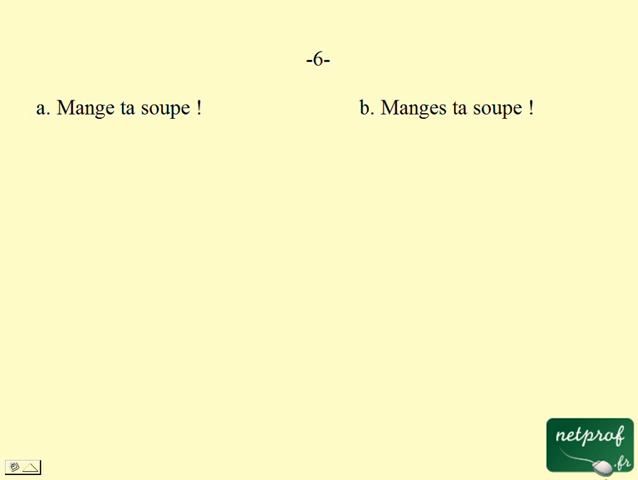 -6-
a. Mange ta soupe ! b. Manges ta soupe !
netprof
.fr